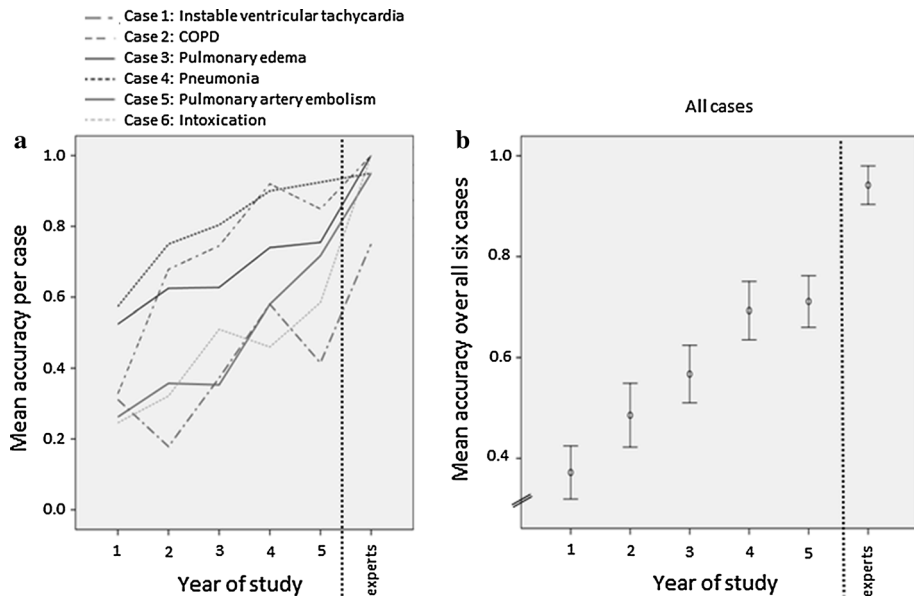 Case 1: Instable ventricular tachycardia
Case 2: COPD
Case 3: Pulmonary edema
Case 4: Pneumonia
Case 5: Pulmonary artery embolism
Case 6: Intoxication
a
Mean accuracy per case
1.0
0.8
0.6
0.4
0.2
0.0
1 2 3 4 5 experts
Year of study
All cases
b
Mean accuracy over all six cases
1.0
0.8
0.6
0.4
1 2 3 4 5 experts
Year of study